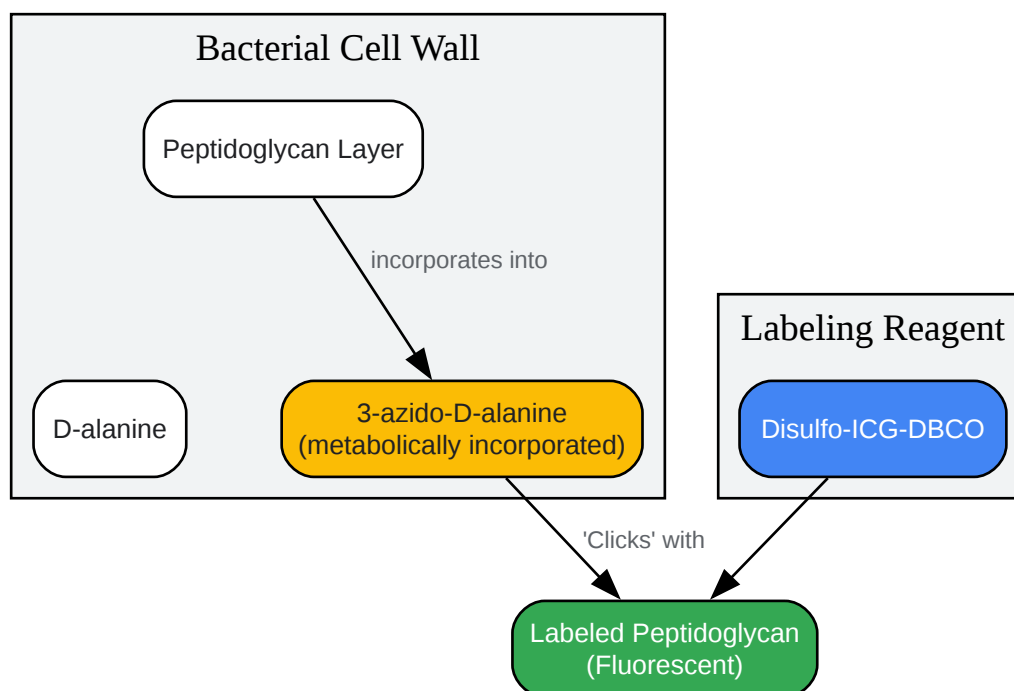 Bacterial Cell Wall
Peptidoglycan Layer
incorporates into
Labeling Reagent
D-alanine
3-azido-D-alanine
(metabolically incorporated)
Disulfo-ICG-DBCO
'Clicks' with
Labeled Peptidoglycan
(Fluorescent)